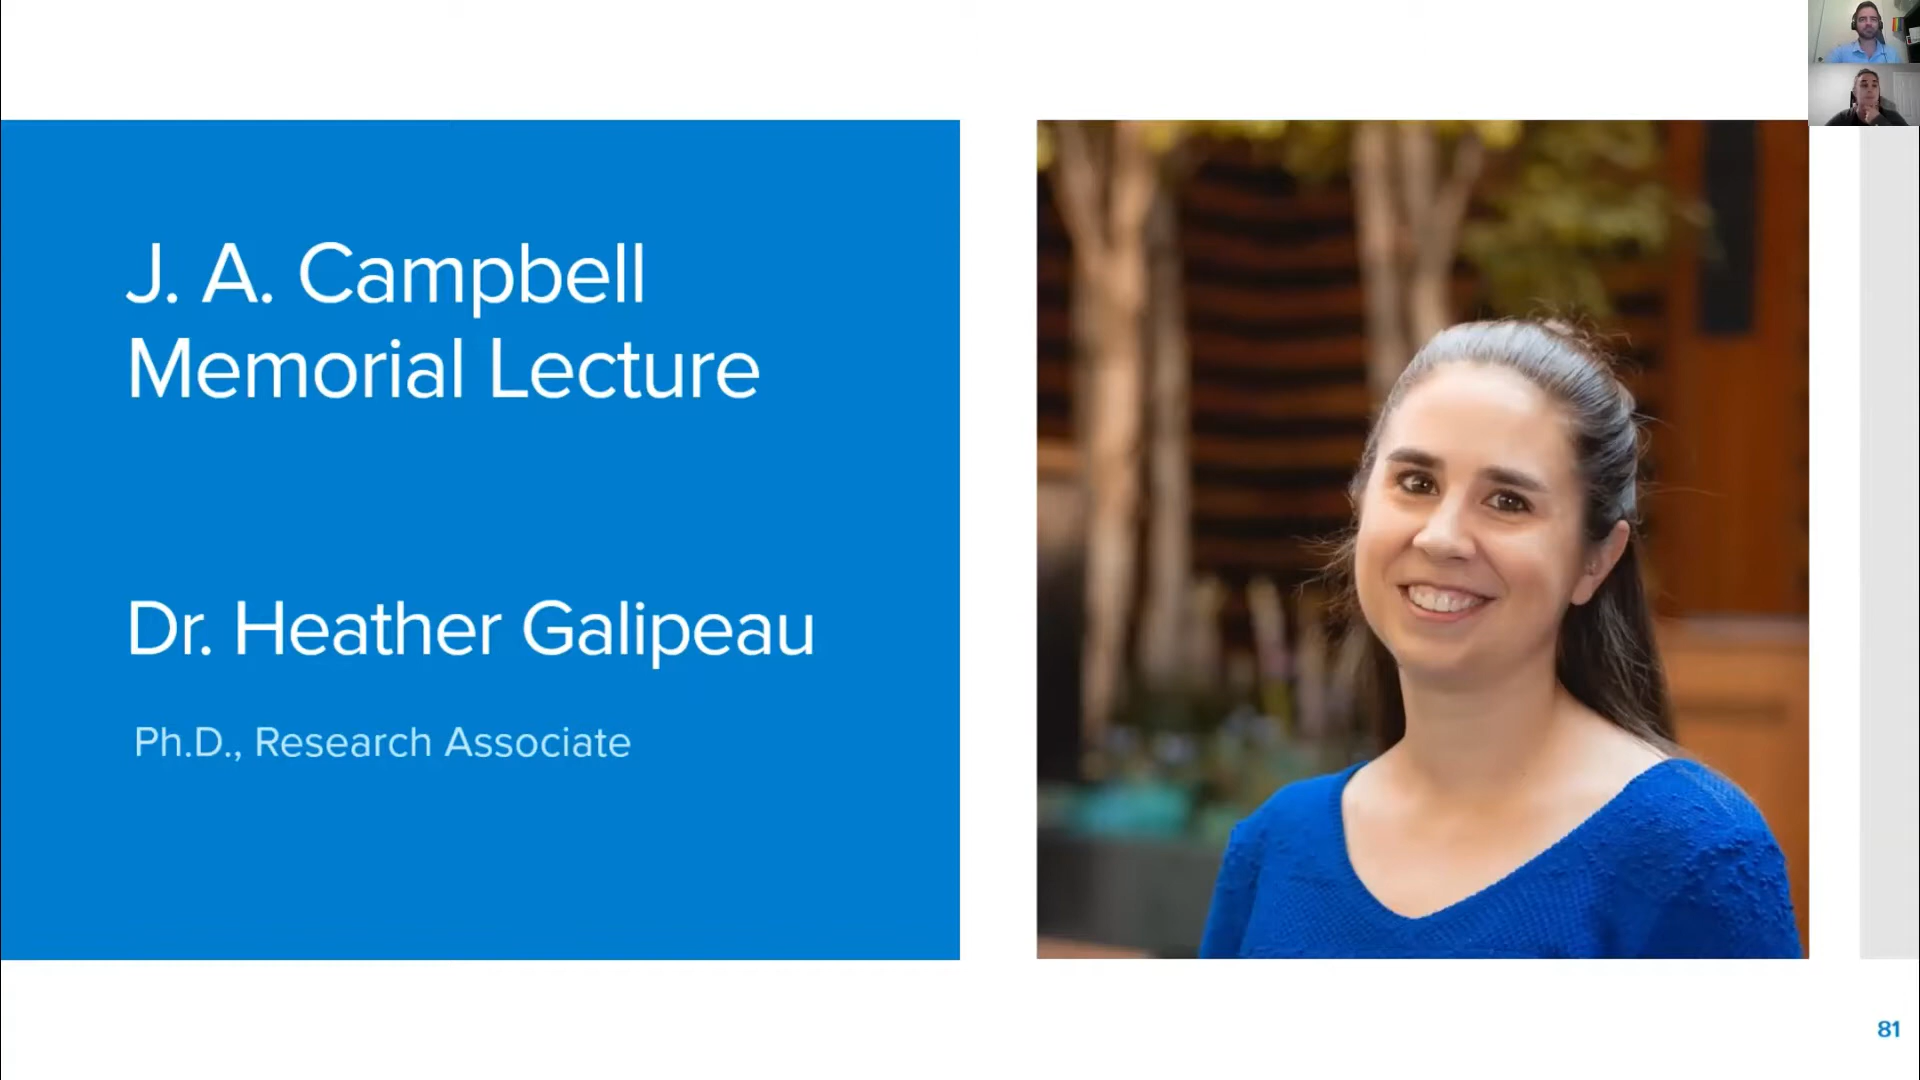 J. A. Campbell
Memorial Lecture
Dr. Heather Galipeau
Ph.D., Research Associate
81